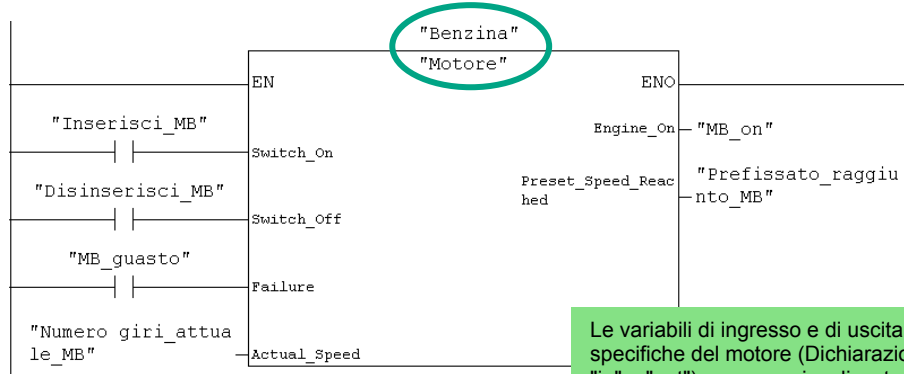 "Benzina"
"Motore"
EN
ENO
"Inserisci_MB"
Engine_On
"MB_on"
Switch_On
"Disinserisci_MB"
Preset_Speed_Reac
hed
"Prefissato_raggiu
nto_MB"
Switch_Off
"MB_guasto"
Failure
"Numero giri_attua
le_MB"
Actual_Speed
Le variabili di ingresso e di uscita
specifiche del motore (Dichiarazio